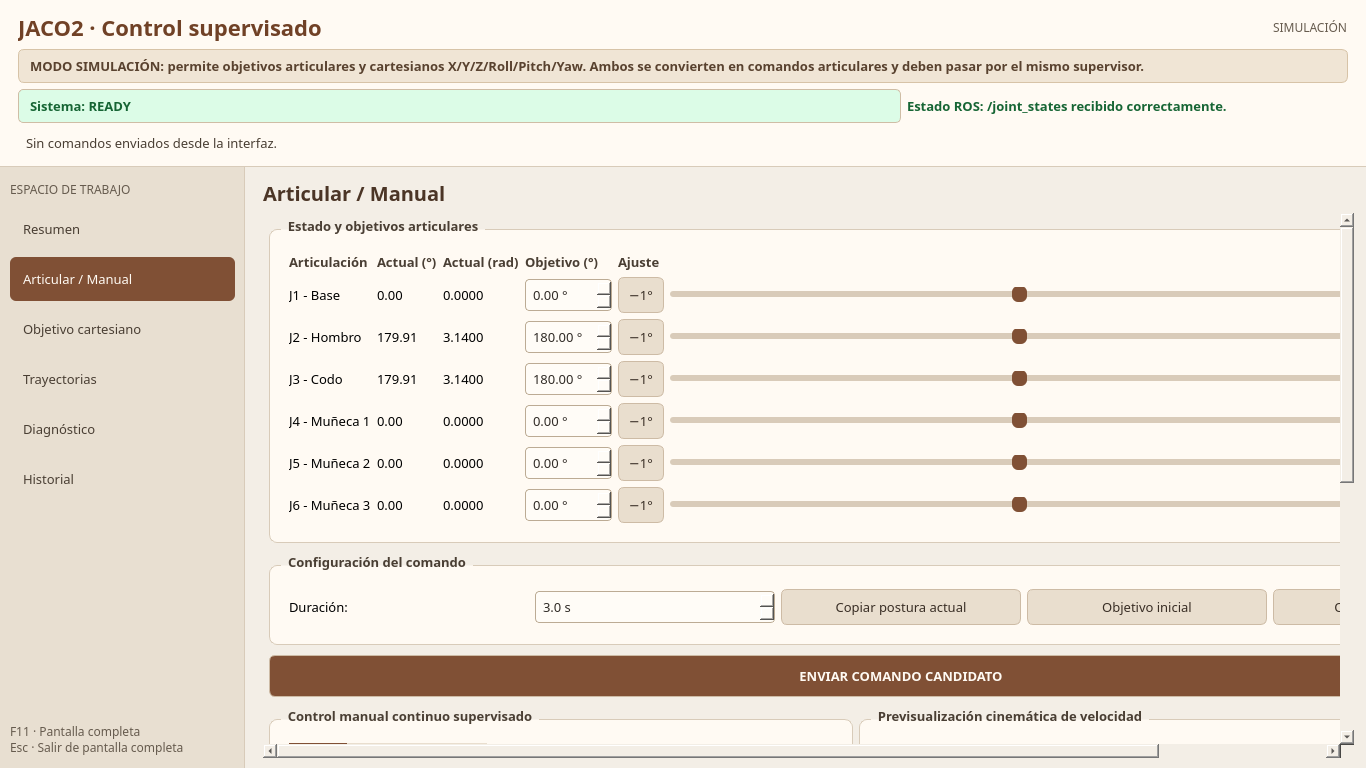 JACO2 · Control supervisado
SIMULACIÓN
MODO SIMULACIÓN: permite objetivos articulares y cartesianos X/Y/Z/Roll/Pitch/Yaw. Ambos se convierten en comandos articulares y deben pasar por el mismo supervisor.
Sistema: READY
Estado ROS: /joint_states recibido correctamente.
Sin comandos enviados desde la interfaz.
ESPACIO DE TRABAJO
Resumen
Articular / Manual
Objetivo cartesiano
Trayectorias
Diagnóstico
Historial
F11 · Pantalla completa
Esc · Salir de pantalla completa
Articular / Manual
Estado y objetivos articulares
Articulación Actual (°) Actual (rad) Objetivo (°) Ajuste
J1 - Base 0.00 0.0000 0.00 ° −1°
J2 - Hombro 179.91 3.1400 180.00 ° −1°
J3 - Codo 179.91 3.1400 180.00 ° −1°
J4 - Muñeca 1 0.00 0.0000 0.00 ° −1°
J5 - Muñeca 2 0.00 0.0000 0.00 ° −1°
J6 - Muñeca 3 0.00 0.0000 0.00 ° −1°
Configuración del comando
Duración: 3.0 s Copiar postura actual Objetivo inicial
ENVIAR COMANDO CANDIDATO
Control manual continuo supervisado
Previsualización cinemática de velocidad